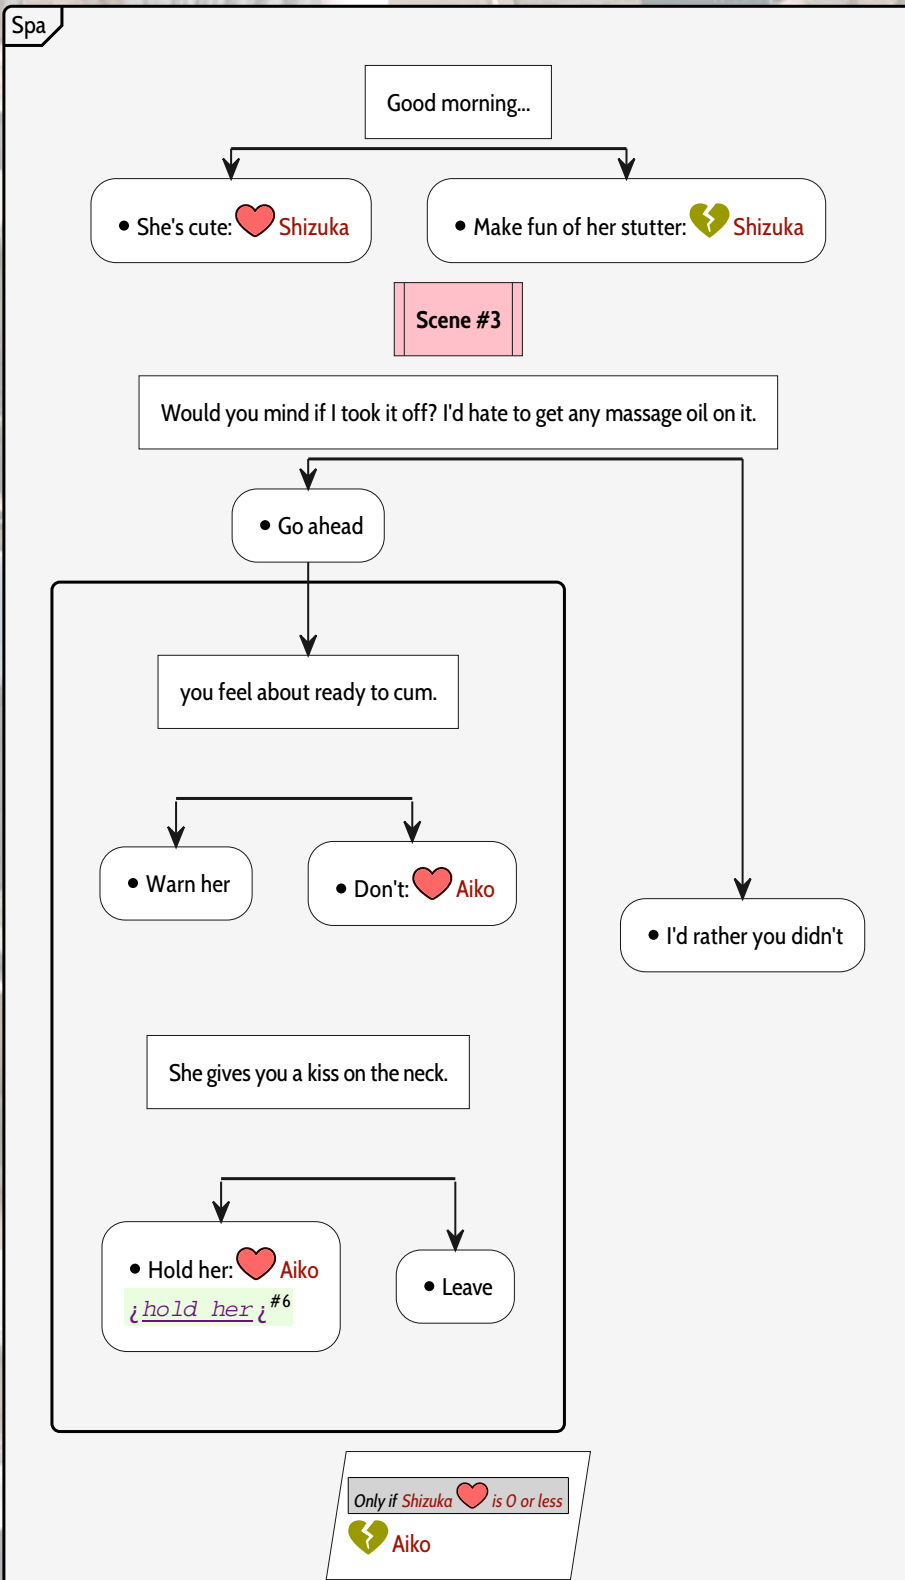 Spa
Good morning...
• She's cute: Shizuka
• Make fun of her stutter: Shizuka
Scene #3
Would you mind if I took it off? I'd hate to get any massage oil on it.
• Go ahead
you feel about ready to cum.
• Warn her
• Don't: Aiko
• I'd rather you didn't
She gives you a kiss on the neck.
• Hold her: Aiko
¿hold her¿#6
• Leave
Only if Shizuka is 0 or less
Aiko